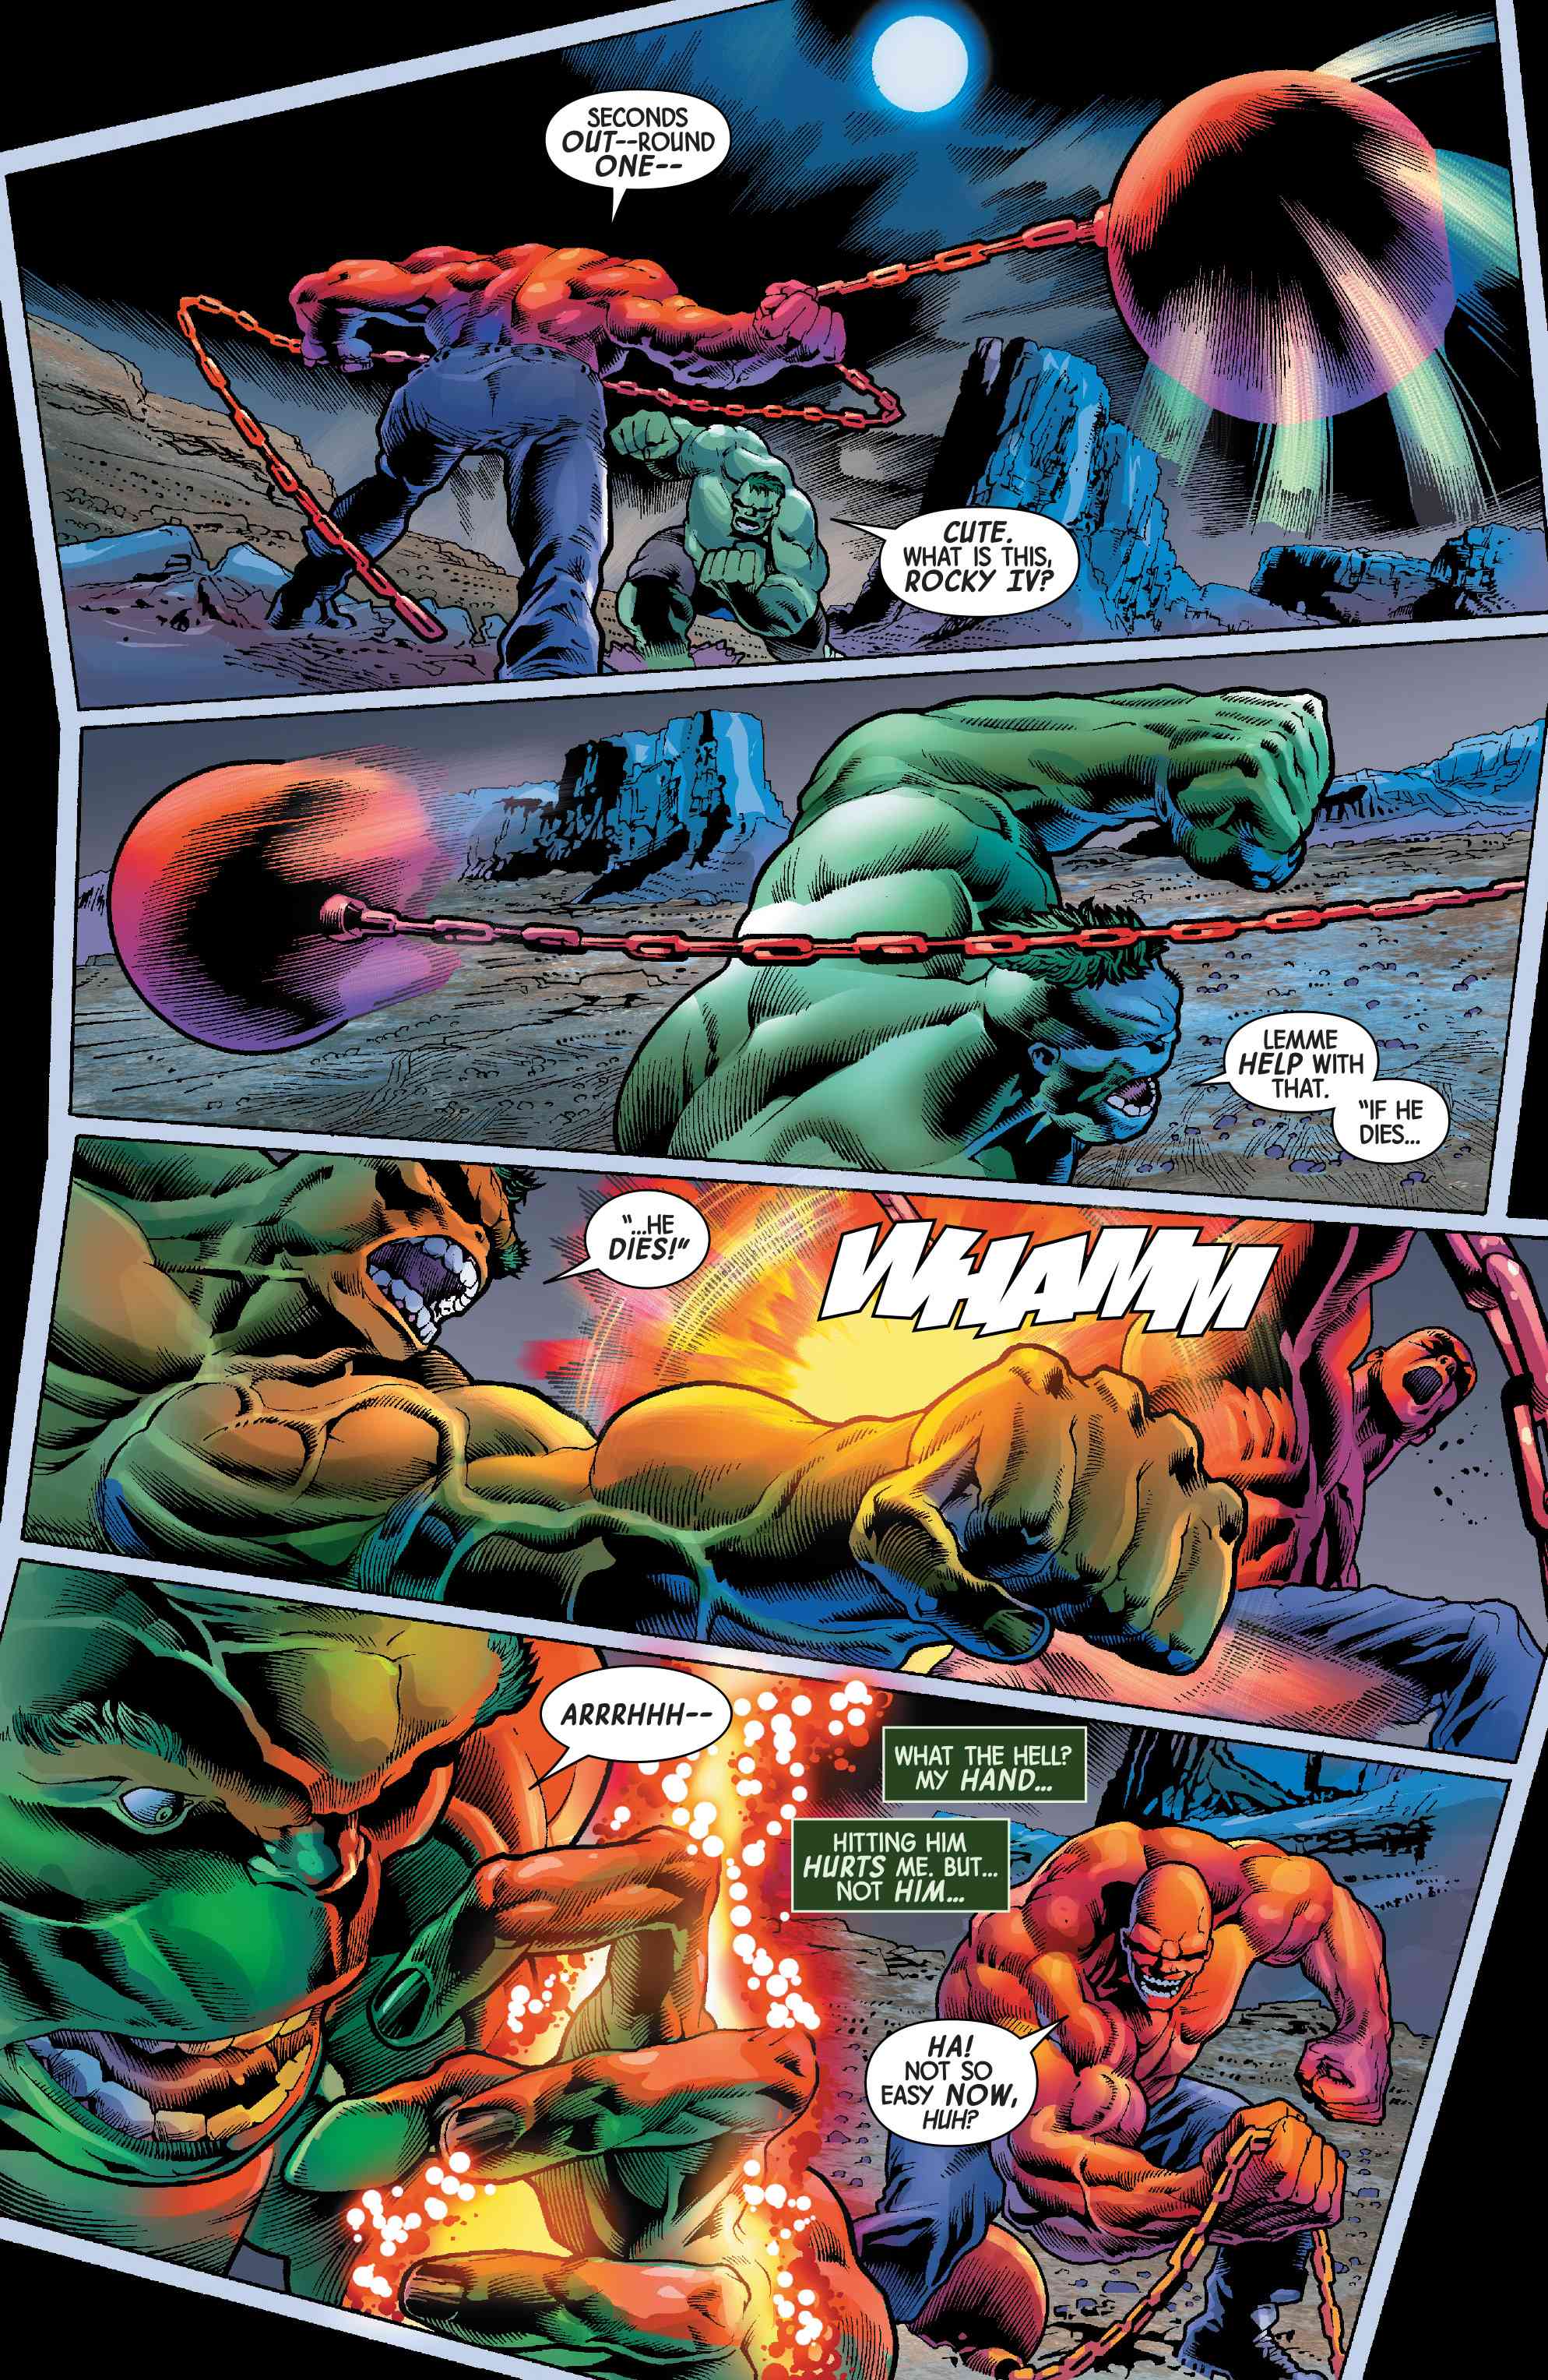 SECONDS
OUT--ROUND
ONE--
CUTE.
WHAT IS THIS,
ROCKY IV?
LEMME
HELP WITH
THAT.
"IF HE
DIES...
"...HE
DIES!"
WHAMM
ARRRHHH--
WHAT THE HELL?
MY HAND...
HITTING HIM
HURTS ME. BUT...
NOT HIM...
HA!
NOT SO
EASY NOW,
HUH?